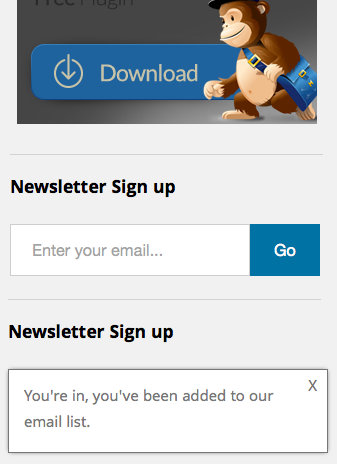 Free Plugin
Download
Newsletter Sign up
Enter your email...
Go
Newsletter Sign up
X
You're in, you've been added to our
email list.